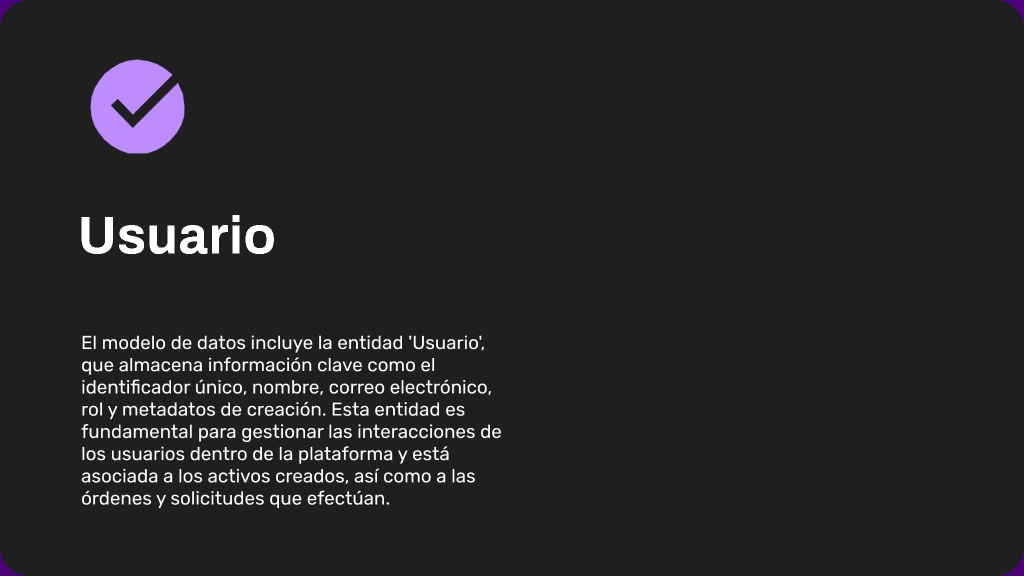 Usuario
El modelo de datos incluye la entidad 'Usuario',
que almacena información clave como el
identificador único, nombre, correo electrónico,
rol y metadatos de creación. Esta entidad es
fundamental para gestionar las interacciones de
los usuarios dentro de la plataforma y está
asociada a los activos creados, así como a las
órdenes y solicitudes que efectúan.